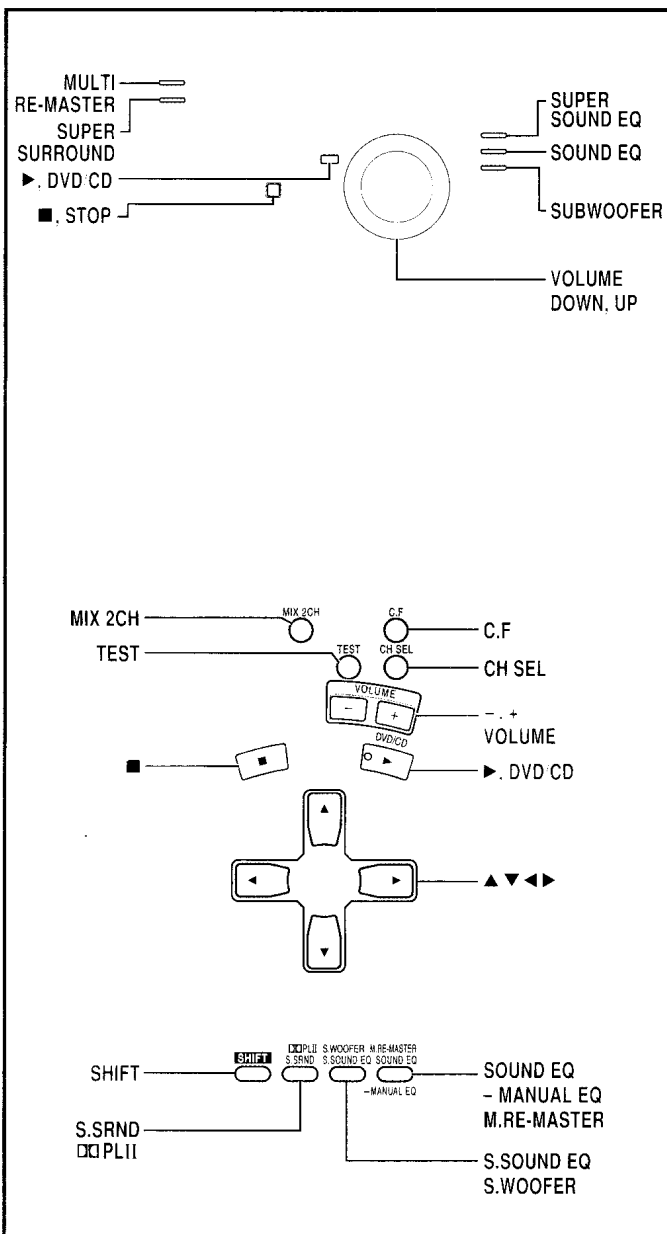 MULTI
RE-MASTER
SUPER
SURROUND
▶, DVD/CD
■, STOP
SUPER
SOUND EQ
SOUND EQ
SUBWOOFER
VOLUME
DOWN, UP
MIX 2CH
MIX 2CH
C.F
C.F
TEST
TEST
CH SEL
CH SEL
VOLUME
– +
–, +
VOLUME
■
■
DVD/CD
▶
▶, DVD/CD
▲
◀
▶
▼
▲ ▼ ◀ ▶
SHIFT
SHIFT
PLII
S.SRND
S.WOOFER
S.SOUND EQ
M.RE-MASTER
SOUND EQ
–MANUAL EQ
S.SRND
PLII
SOUND EQ
– MANUAL EQ
M.RE-MASTER
S.SOUND EQ
S.WOOFER